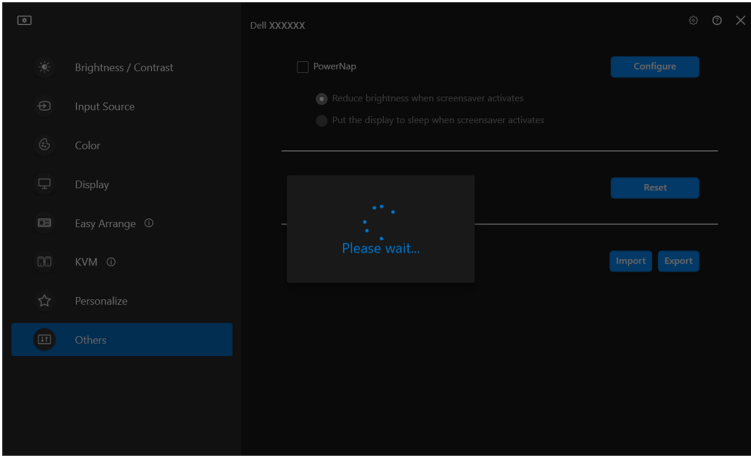 Dell XXXXXX
Brightness / Contrast
Input Source
Color
Display
Easy Arrange
KVM
Personalize
Others
PowerNap
Configure
Reduce brightness when screensaver activates
Put the display to sleep when screensaver activates
Reset
Please wait...
Import Export